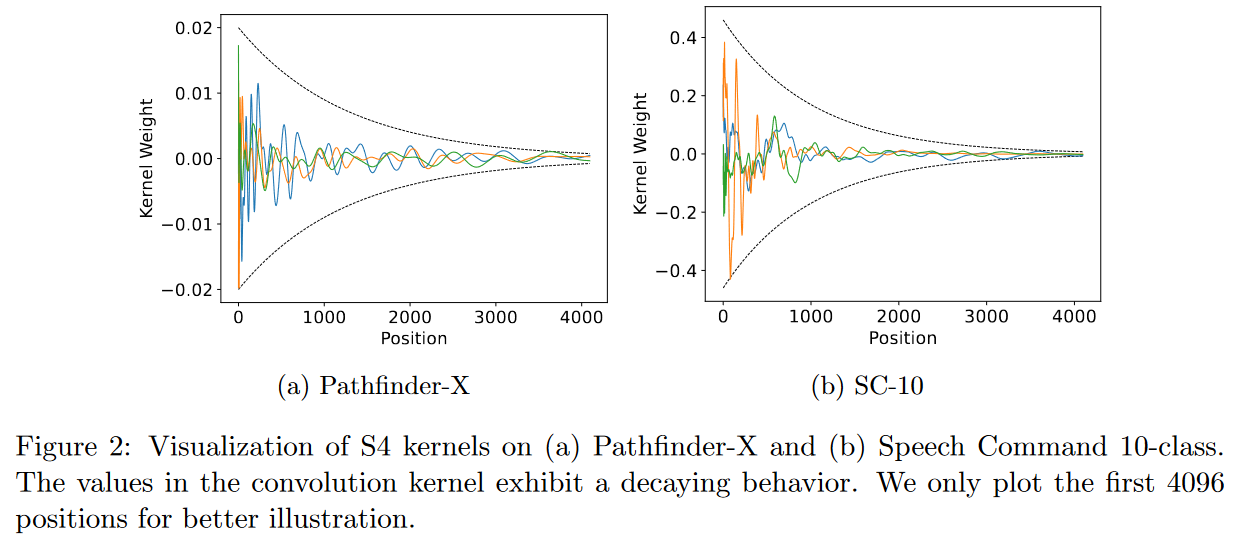 0.02
0.01
0.00
−0.01
−0.02
Kernel Weight
0 1000 2000 3000 4000
Position
(a) Pathfinder-X
0.4
0.2
0.0
−0.2
−0.4
Kernel Weight
0 1000 2000 3000 4000
Position
(b) SC-10
Figure 2: Visualization of S4 kernels on (a) Pathfinder-X and (b) Speech Command 10-class.
The values in the convolution kernel exhibit a decaying behavior. We only plot the first 4096
positions for better illustration.